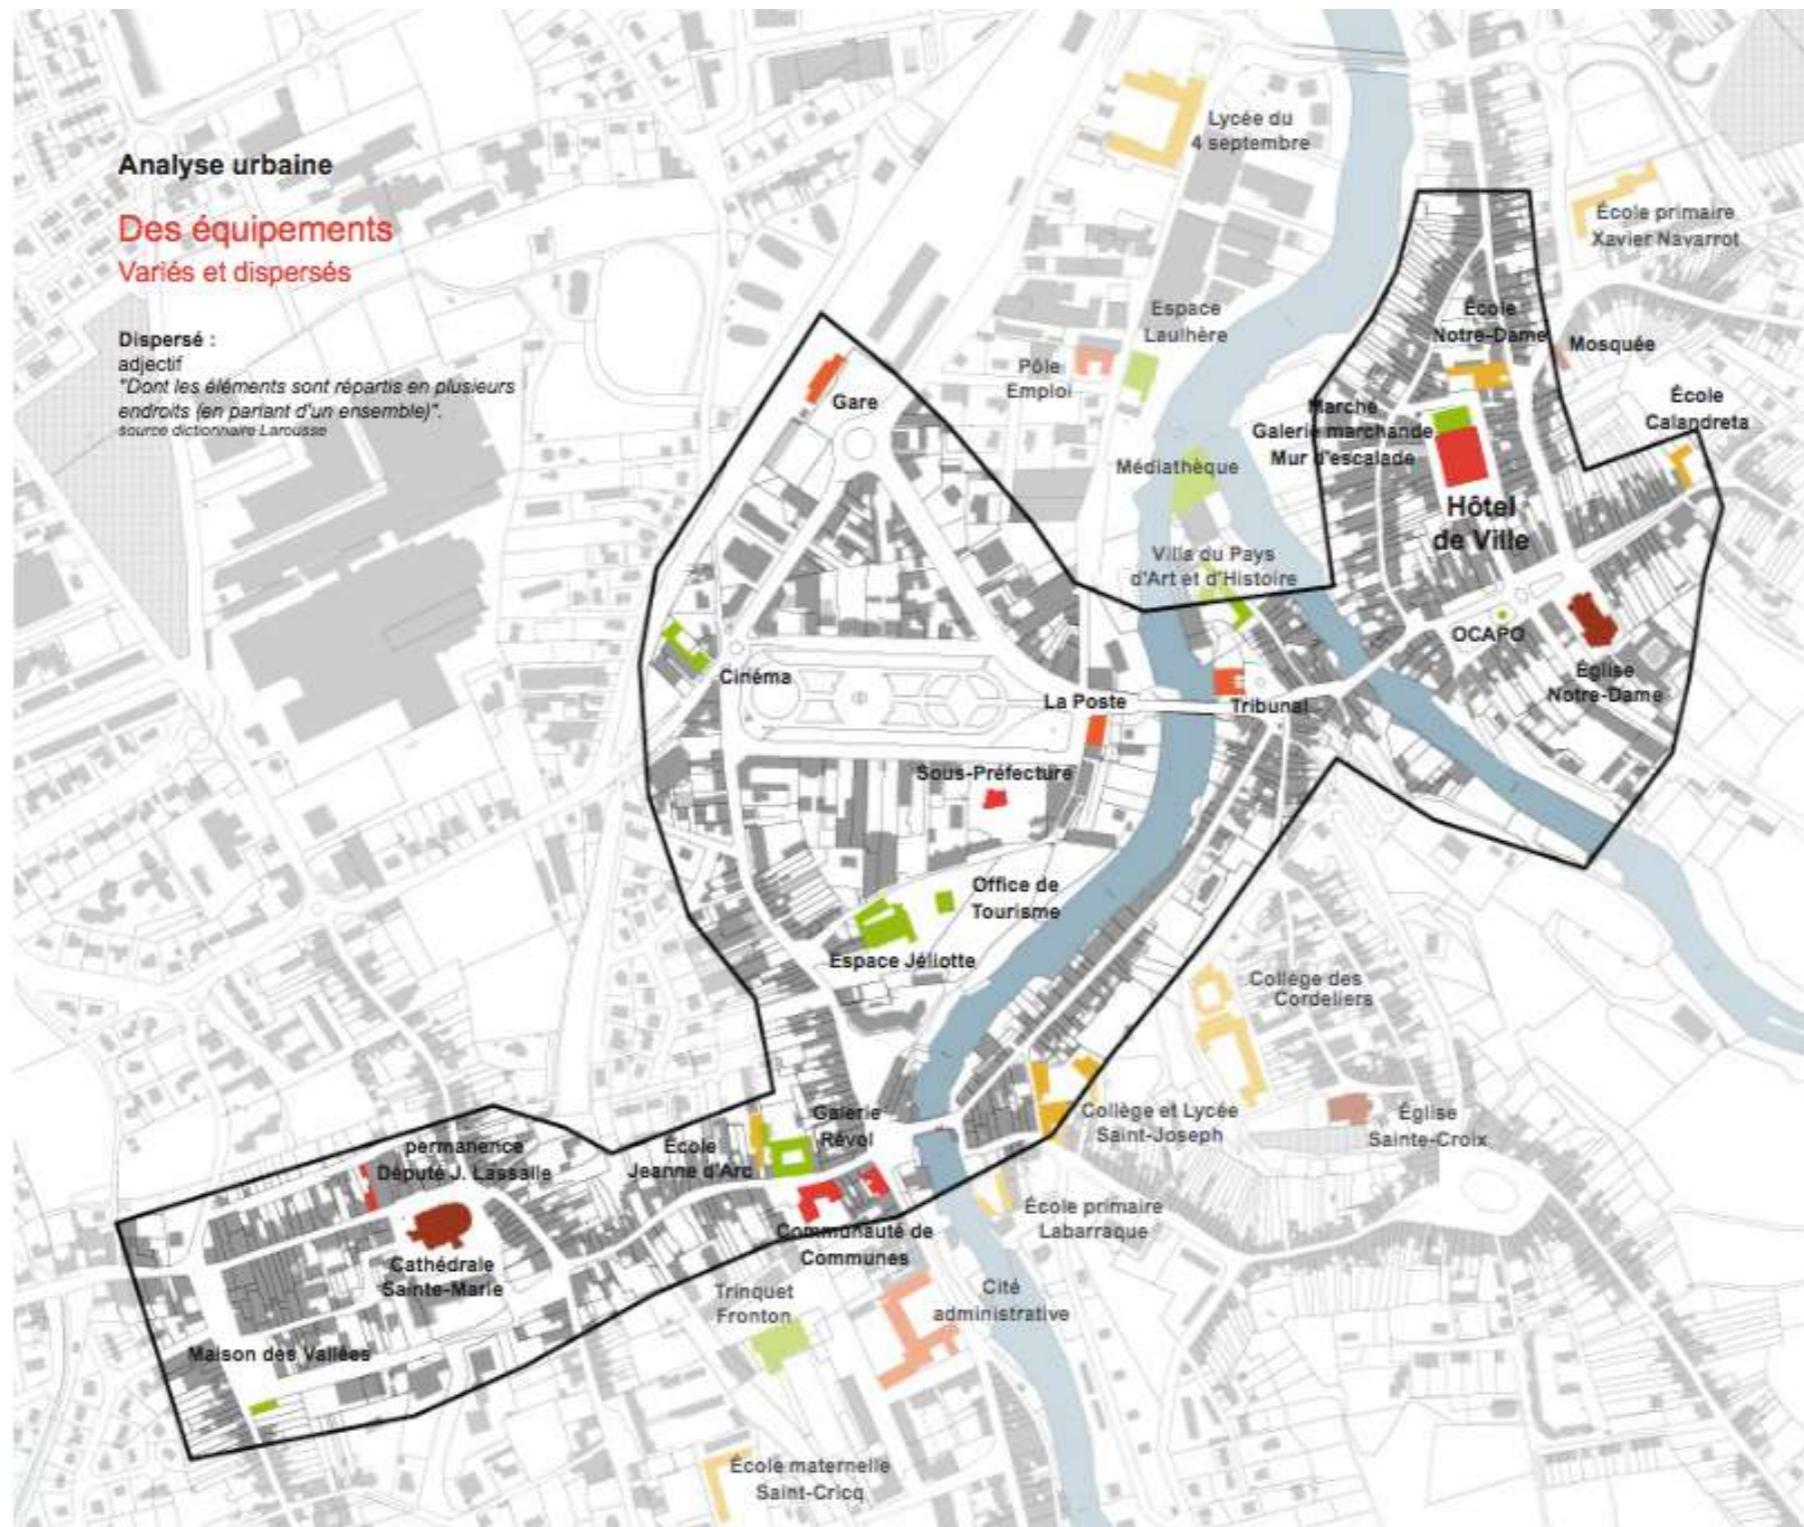 Analyse urbaine
Des équipements
Variés et dispersés
Dispersé :
adjectif
"Dont les éléments sont répartis en plusieurs
endroits (en parlant d'un ensemble)".
source dictionnaire Larousse
Lycée du
4 septembre
École primaire
Xavier Navarrot
Espace
Laulhère
École
Notre-Dame
Mosquée
Pôle
Emploi
Gare
École
Calandreta
Marché
Galerie marchande
Mur d'escalade
Médiathèque
Hôtel
de Ville
Villa du Pays
d'Art et d'Histoire
OCAPO
Église
Notre-Dame
Cinéma
La Poste
Tribunal
Sous-Préfecture
Office de
Tourisme
Espace Jéliotte
Collège des
Cordeliers
Galerie
Révol
Collège et Lycée
Saint-Joseph
Église
Sainte-Croix
permanence
Député J. Lassalle
École
Jeanne d'Arc
École primaire
Labarraque
Communauté de
Communes
Cathédrale
Sainte-Marie
Trinquet
Fronton
Cité
administrative
Maison des Vallées
École maternelle
Saint-Cricq